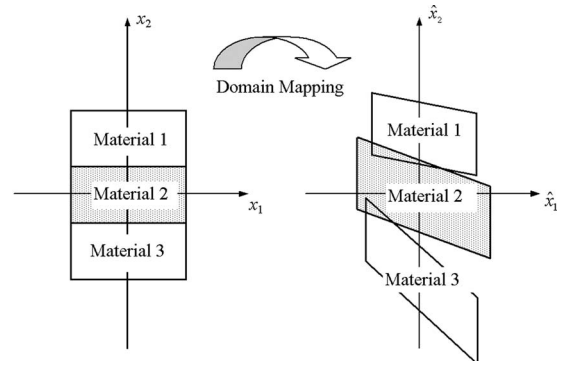 x₂
x̂₂
Domain Mapping
Material 1
Material 1
Material 2
Material 2
x₁
x̂₁
Material 3
Material 3